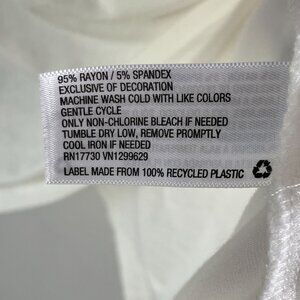 95% RAYON / 5% SPANDEX
EXCLUSIVE OF DECORATION
MACHINE WASH COLD WITH LIKE COLORS
GENTLE CYCLE
ONLY NON-CHLORINE BLEACH IF NEEDED
TUMBLE DRY LOW, REMOVE PROMPTLY
COOL IRON IF NEEDED
RN17730 VN1299629
LABEL MADE FROM 100% RECYCLED PLASTIC